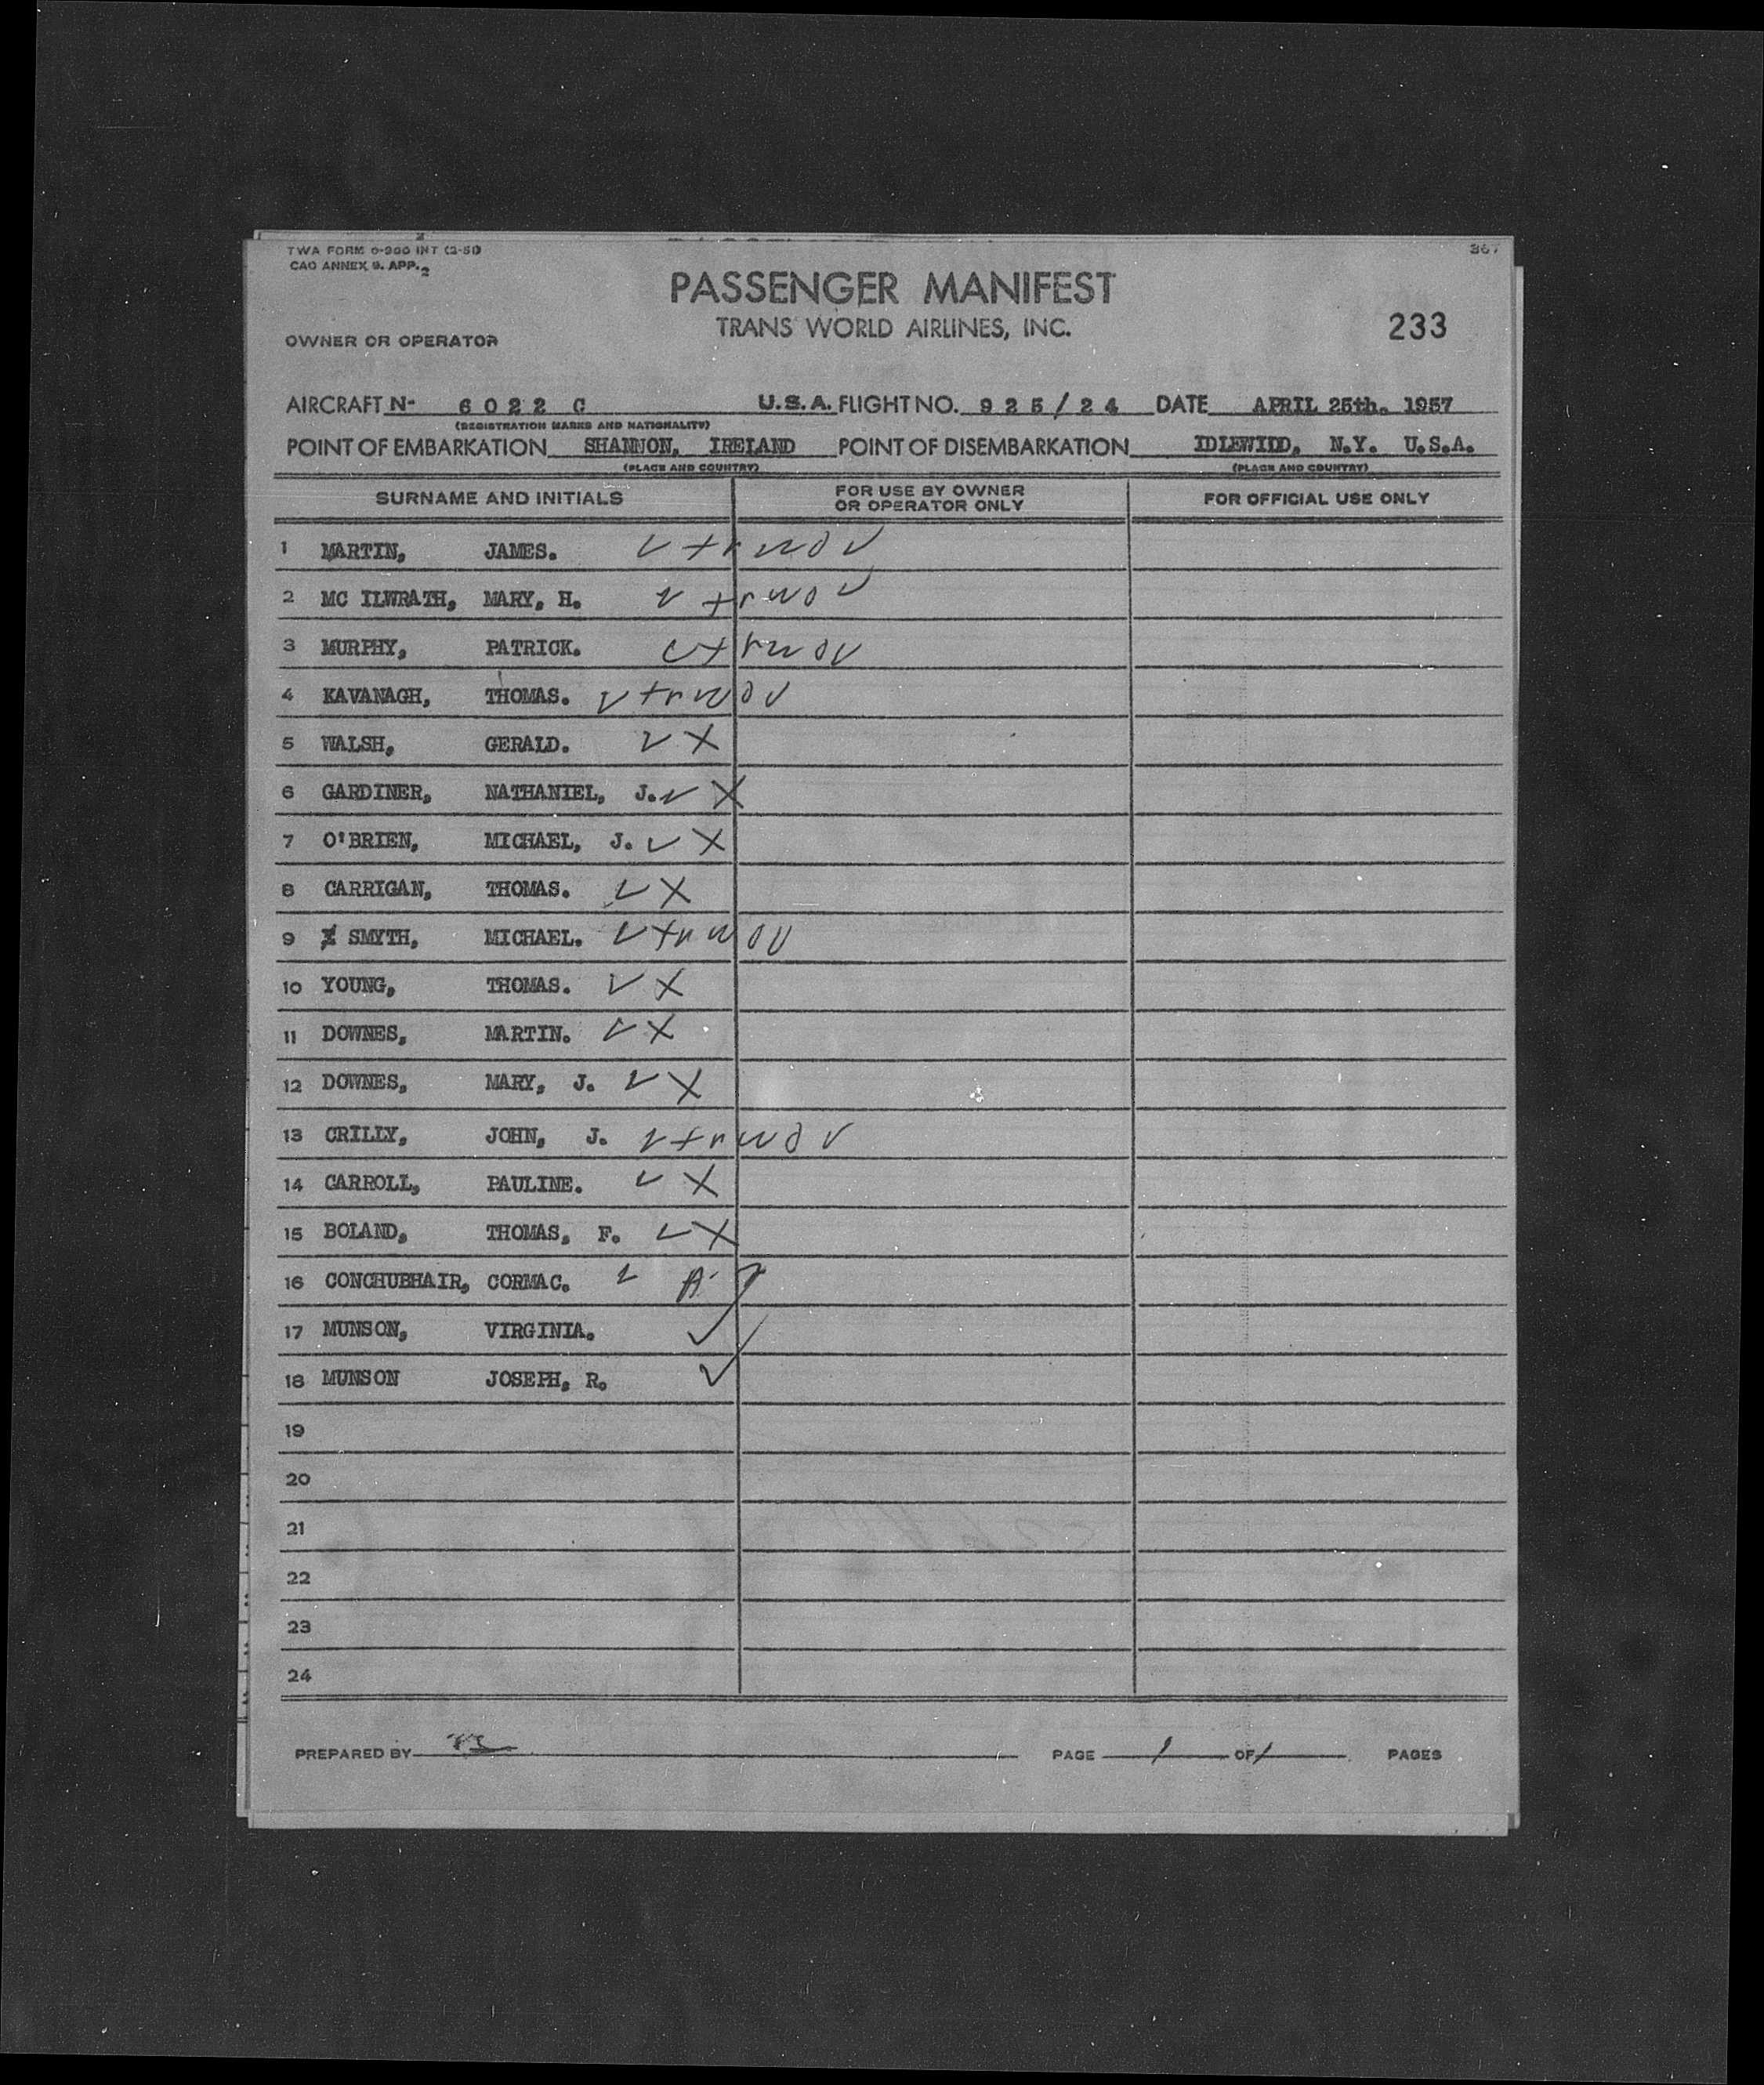 TWA FORM 0-900 INT (2-51) 367
CAO ANNEX 9. APP. 2
PASSENGER MANIFEST
TRANS WORLD AIRLINES, INC.
233
OWNER OR OPERATOR
AIRCRAFT N- 6022 C U.S.A. FLIGHT NO. 925/24 DATE APRIL 25th. 1957
(REGISTRATION MARKS AND NATIONALITY)
POINT OF EMBARKATION SHANNON, IRELAND POINT OF DISEMBARKATION IDLEWILD, N.Y. U.S.A.
(PLACE AND COUNTRY) (PLACE AND COUNTRY)
SURNAME AND INITIALS FOR USE BY OWNER OR OPERATOR ONLY FOR OFFICIAL USE ONLY
1 MARTIN, JAMES.
2 MC ILWRATH, MARY, H.
3 MURPHY, PATRICK.
4 KAVANAGH, THOMAS.
5 WALSH, GERALD. X
6 GARDINER, NATHANIEL, J. X
7 O'BRIEN, MICHAEL, J. X
8 CARRIGAN, THOMAS. X
9 SMYTH, MICHAEL.
10 YOUNG, THOMAS. X
11 DOWNES, MARTIN. X
12 DOWNES, MARY, J. X
13 CRILLY, JOHN, J.
14 CARROLL, PAULINE. X
15 BOLAND, THOMAS, F. X
16 CONCHUBHAIR, CORMAC.
17 MUNSON, VIRGINIA.
18 MUNSON JOSEPH, R.
19
20
21
22
23
24
PREPARED BY PAGE 1 OF 1 PAGES